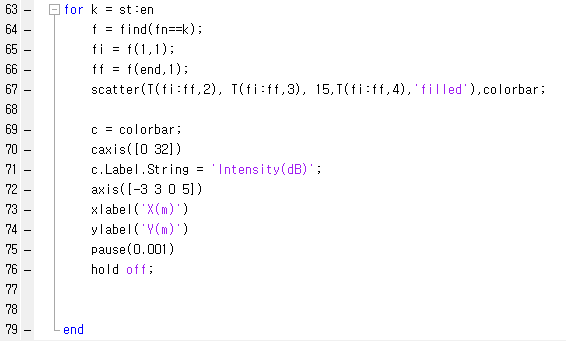 63 – for k = st:en
64 – f = find(fn==k);
65 – fi = f(1,1);
66 – ff = f(end,1);
67 – scatter(T(fi:ff,2), T(fi:ff,3), 15,T(fi:ff,4),'filled'),colorbar;
68
69 – c = colorbar;
70 – caxis([0 32])
71 – c.Label.String = 'Intensity(dB)';
72 – axis([-3 3 0 5])
73 – xlabel('X(m)')
74 – ylabel('Y(m)')
75 – pause(0.001)
76 – hold off;
77
78
79 – end